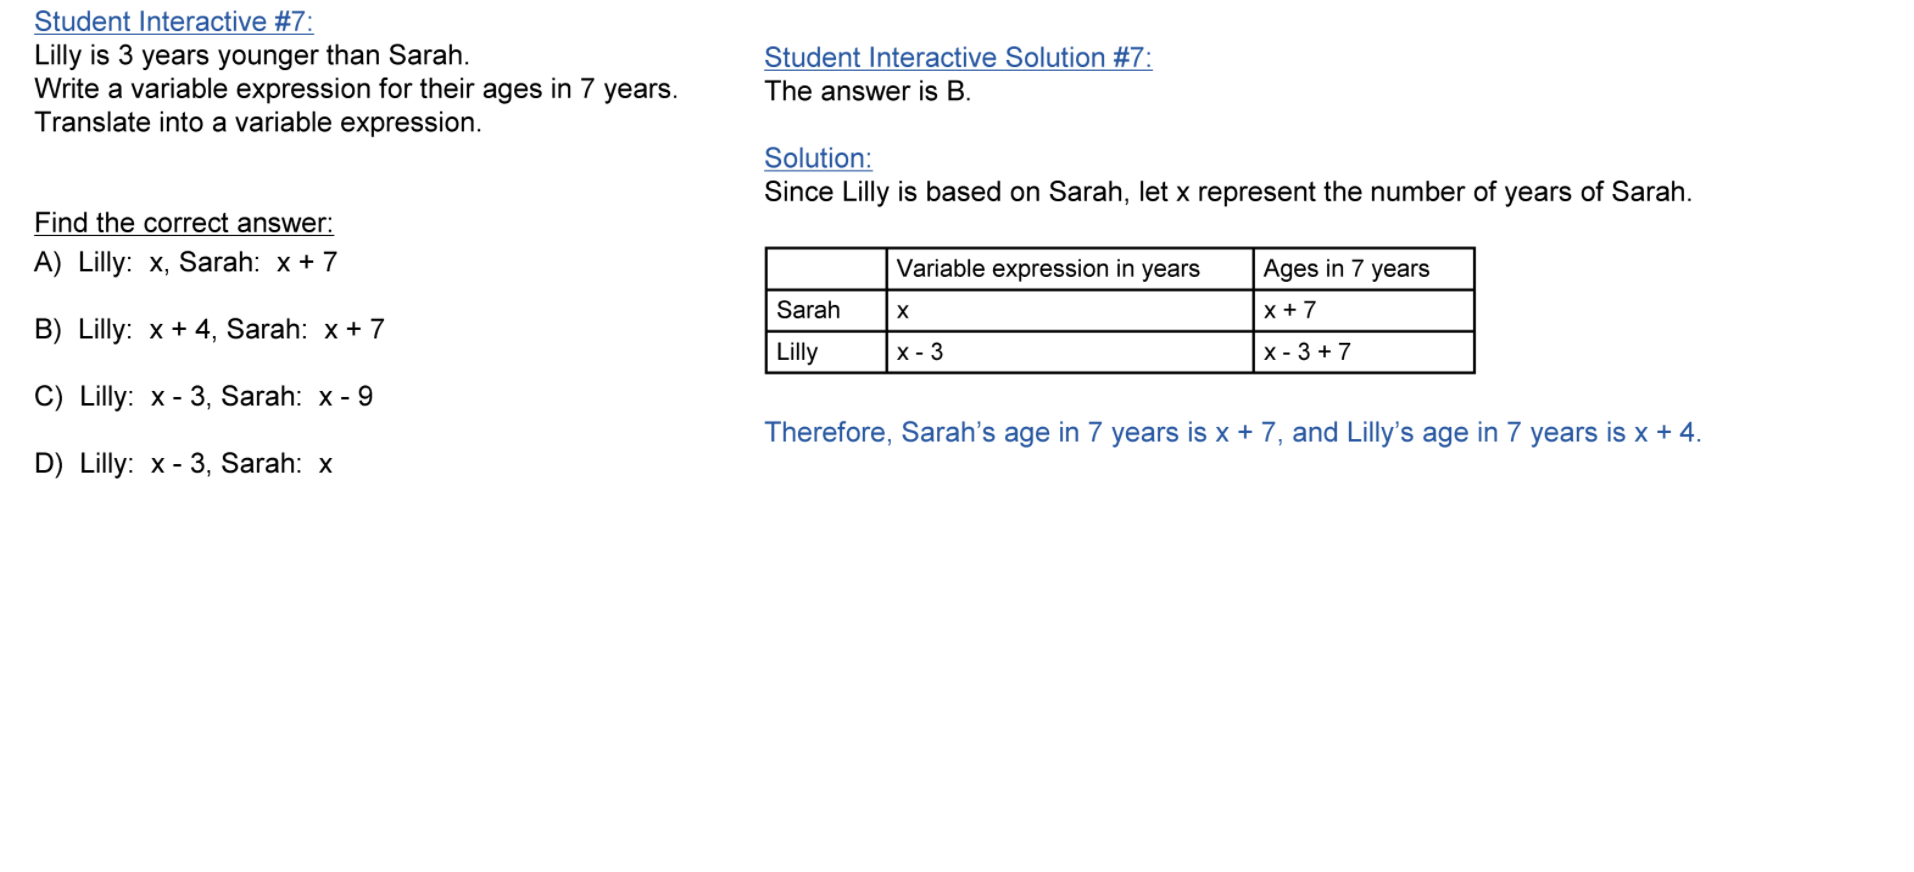 Student Interactive #7:
Lilly is 3 years younger than Sarah.
Write a variable expression for their ages in 7 years.
Translate into a variable expression.
Find the correct answer:
A) Lilly: x, Sarah: x + 7
B) Lilly: x + 4, Sarah: x + 7
C) Lilly: x - 3, Sarah: x - 9
D) Lilly: x - 3, Sarah: x
Student Interactive Solution #7:
The answer is B.
Solution:
Since Lilly is based on Sarah, let x represent the number of years of Sarah.
Variable expression in years Ages in 7 years
Sarah x x + 7
Lilly x - 3 x - 3 + 7
Therefore, Sarah’s age in 7 years is x + 7, and Lilly’s age in 7 years is x + 4.